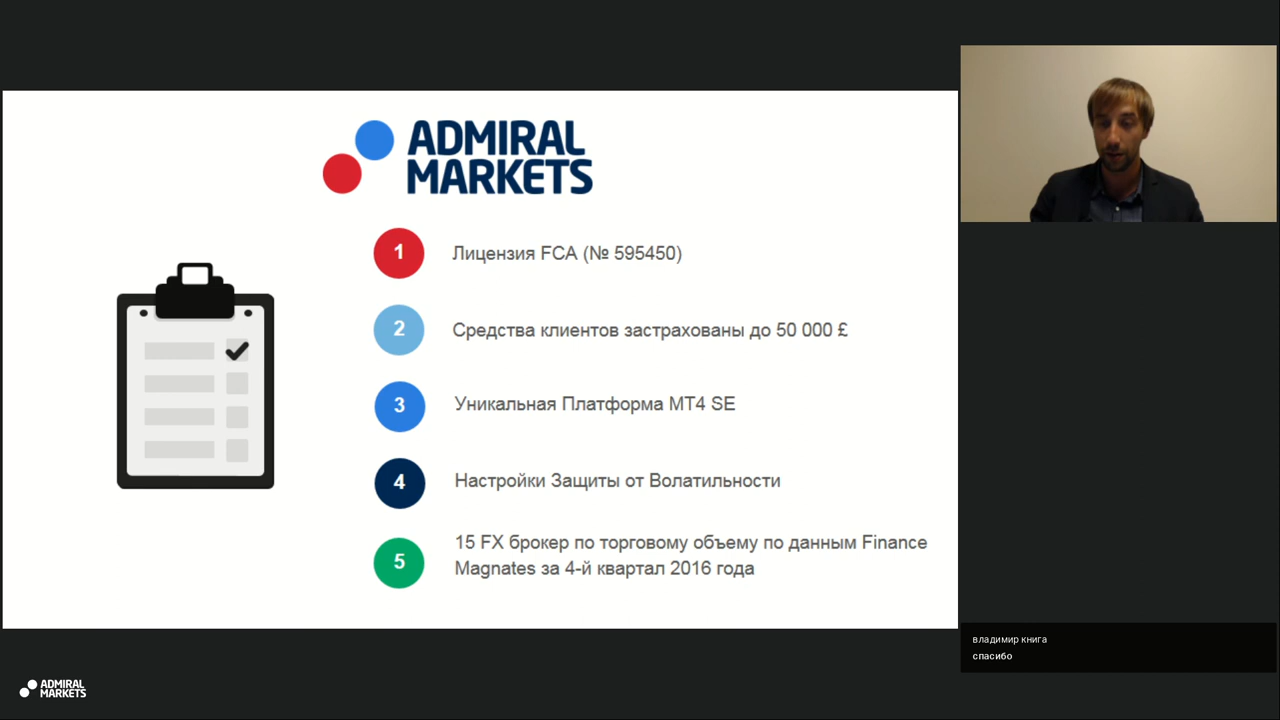 ADMIRAL
MARKETS
1
Лицензия FCA (№ 595450)
2
Средства клиентов застрахованы до 50 000 £
3
Уникальная Платформа MT4 SE
4
Настройки Защиты от Волатильности
5
15 FX брокер по торговому объему по данным Finance
Magnates за 4-й квартал 2016 года
владимир книга
спасибо
ADMIRAL
MARKETS